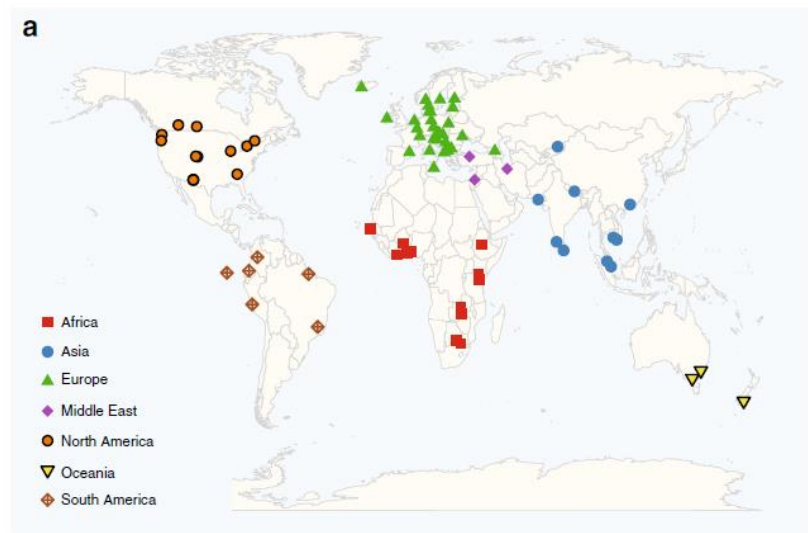 a
Africa
Asia
Europe
Middle East
North America
Oceania
South America